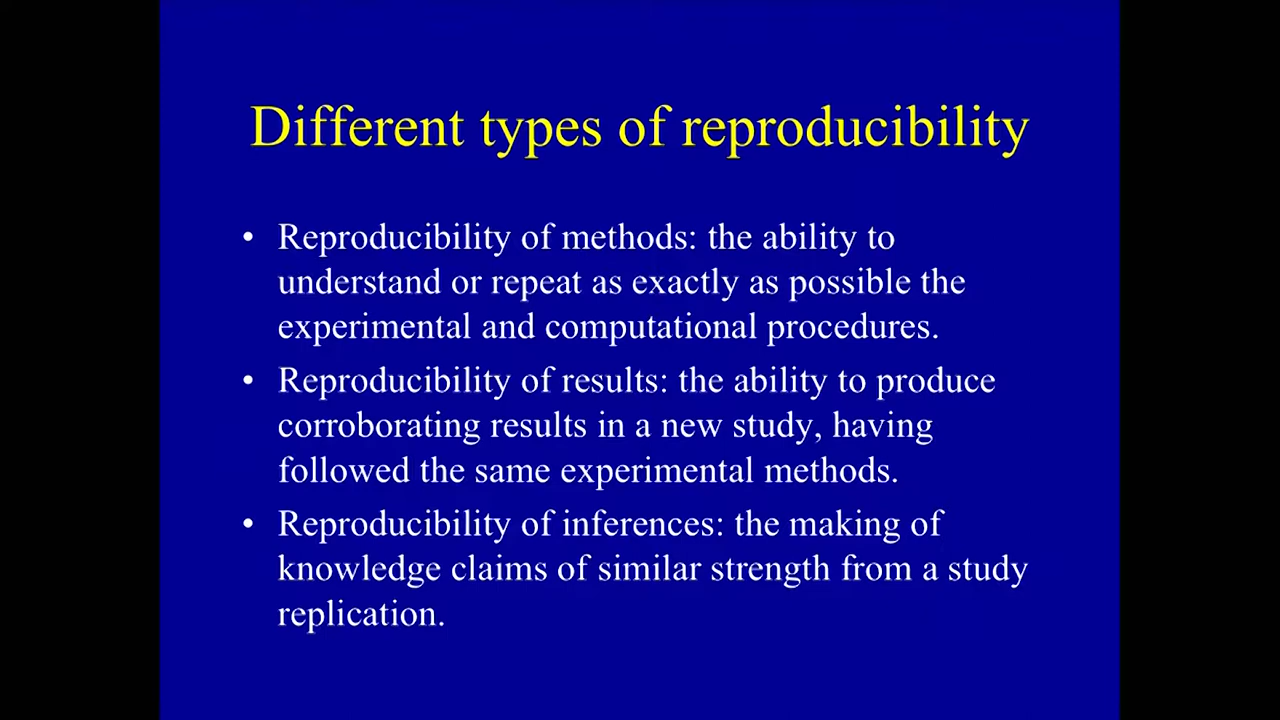 Different types of reproducibility
• Reproducibility of methods: the ability to
understand or repeat as exactly as possible the
experimental and computational procedures.
• Reproducibility of results: the ability to produce
corroborating results in a new study, having
followed the same experimental methods.
• Reproducibility of inferences: the making of
knowledge claims of similar strength from a study
replication.